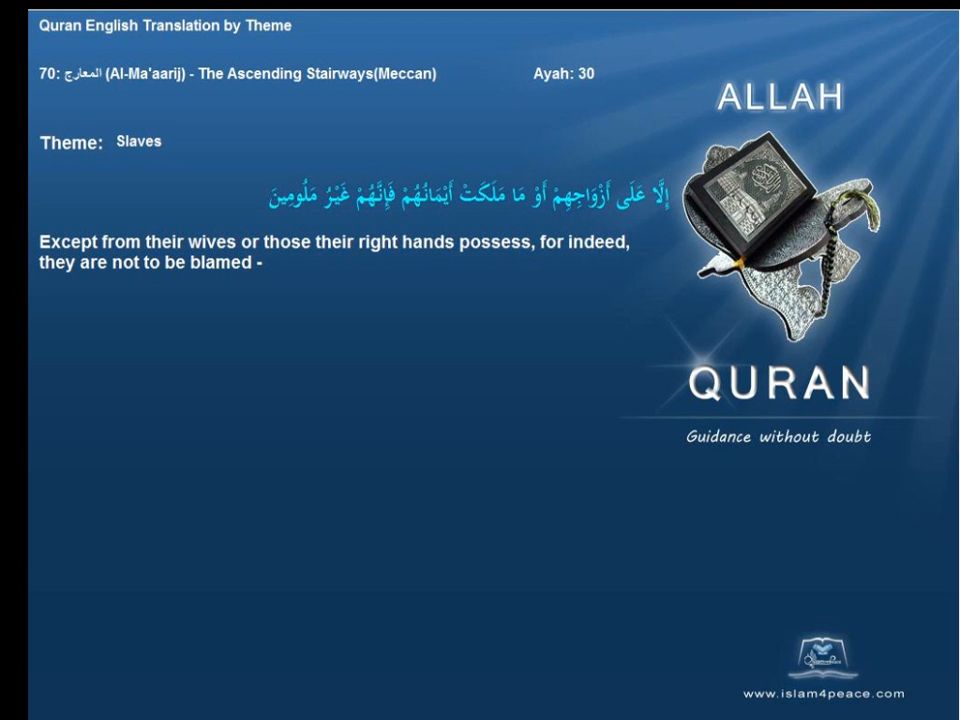 Quran English Translation by Theme
70: المعارج (Al-Ma'aarij) - The Ascending Stairways(Meccan) Ayah: 30
ALLAH
Theme: Slaves
إِلَّا عَلَى أَزْوَاجِهِمْ أَوْ مَا مَلَكَتْ أَيْمَانُهُمْ فَإِنَّهُمْ غَيْرُ مَلُومِينَ
Except from their wives or those their right hands possess, for indeed,
they are not to be blamed -
QURAN
Guidance without doubt
www.islam4peace.com